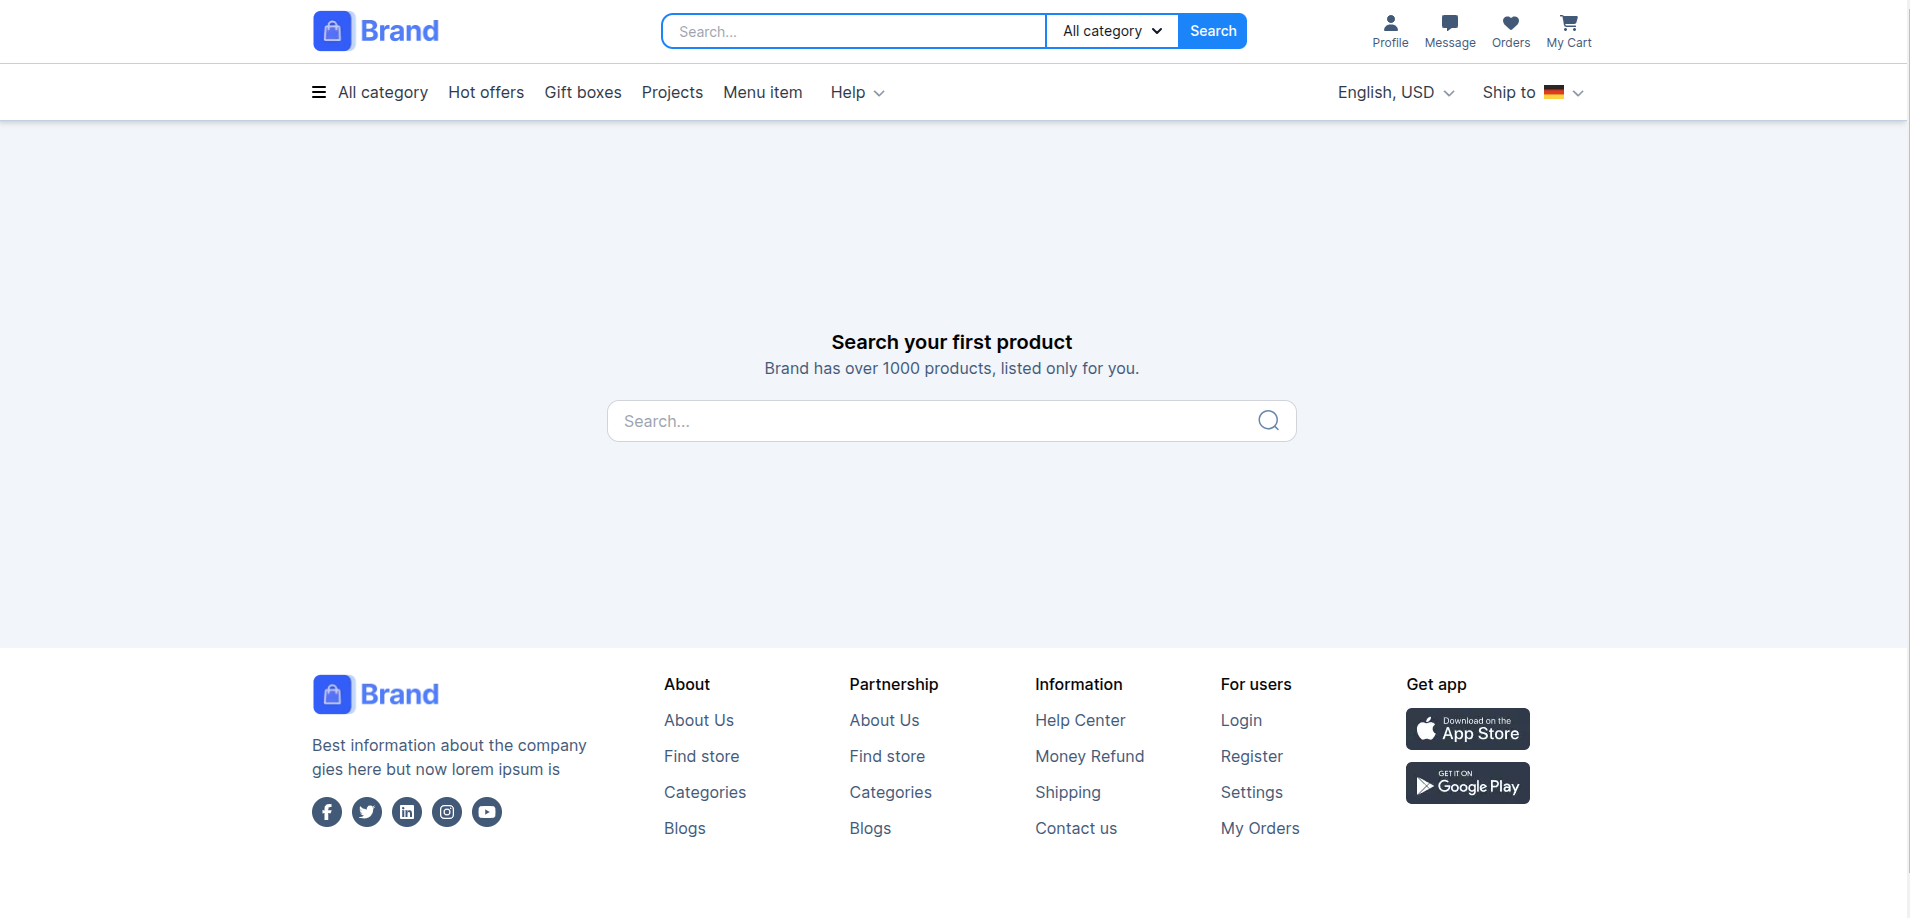 Brand
Search...
All category
Search
Profile
Message
Orders
My Cart
All category
Hot offers
Gift boxes
Projects
Menu item
Help
English, USD
Ship to
Search your first product
Brand has over 1000 products, listed only for you.
Search...
Brand
Best information about the company
gies here but now lorem ipsum is
About
About Us
Find store
Categories
Blogs
Partnership
About Us
Find store
Categories
Blogs
Information
Help Center
Money Refund
Shipping
Contact us
For users
Login
Register
Settings
My Orders
Get app
Download on the
App Store
GET IT ON
Google Play